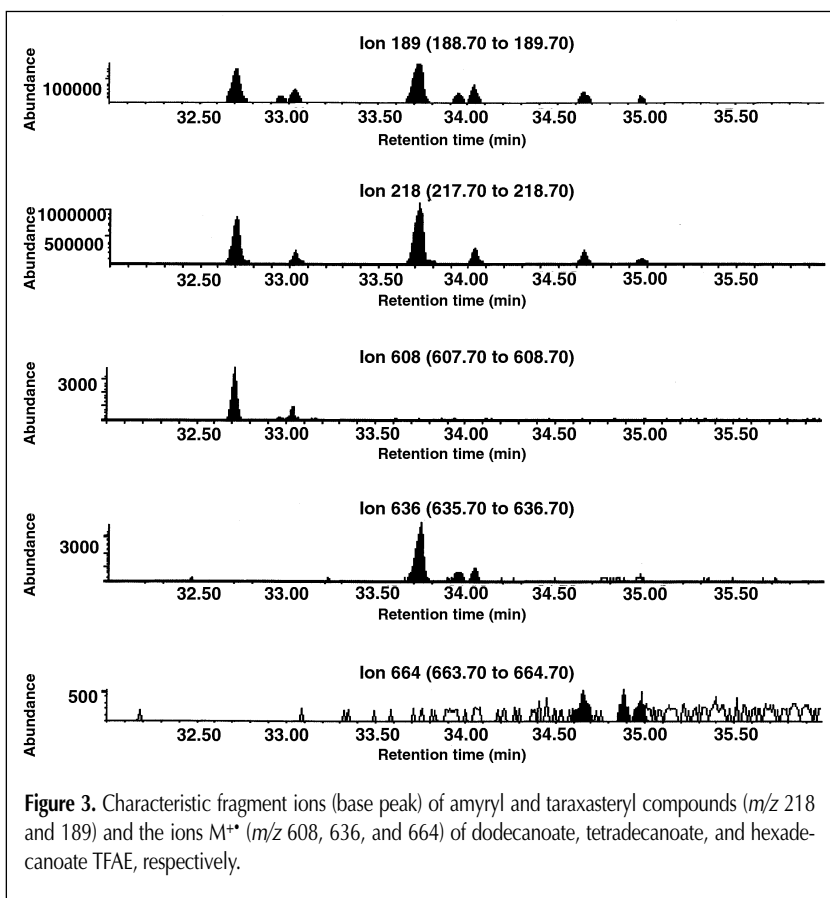 Ion 189 (188.70 to 189.70)
Abundance
100000
32.50 33.00 33.50 34.00 34.50 35.00 35.50
Retention time (min)
Ion 218 (217.70 to 218.70)
Abundance
1000000
500000
32.50 33.00 33.50 34.00 34.50 35.00 35.50
Retention time (min)
Ion 608 (607.70 to 608.70)
Abundance
3000
32.50 33.00 33.50 34.00 34.50 35.00 35.50
Retention time (min)
Ion 636 (635.70 to 636.70)
Abundance
3000
32.50 33.00 33.50 34.00 34.50 35.00 35.50
Retention time (min)
Ion 664 (663.70 to 664.70)
Abundance
500
32.50 33.00 33.50 34.00 34.50 35.00 35.50
Retention time (min)
Figure 3. Characteristic fragment ions (base peak) of amyryl and taraxasteryl compounds (m/z 218
and 189) and the ions M⁺• (m/z 608, 636, and 664) of dodecanoate, tetradecanoate, and hexade-
canoate TFAE, respectively.